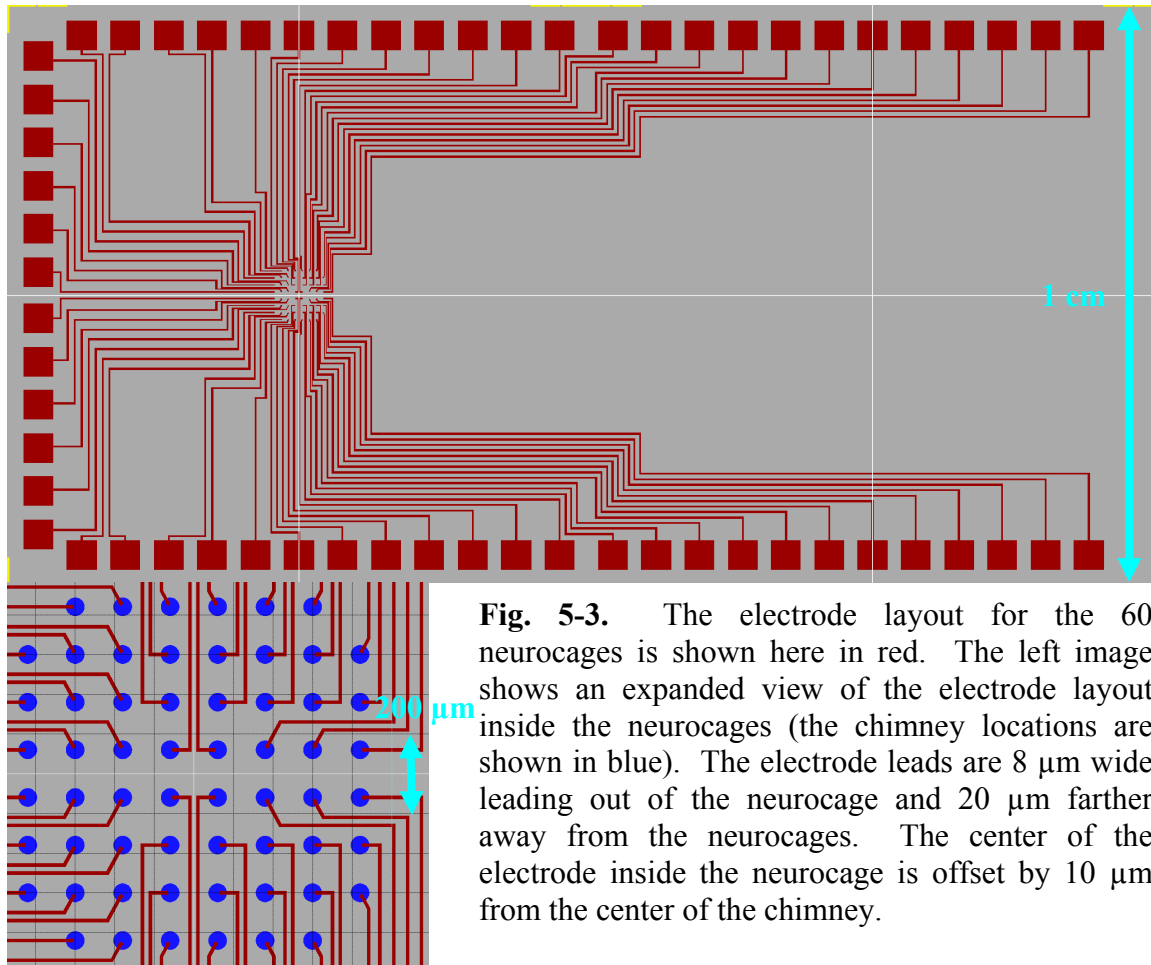 1 cm
200 µm
Fig. 5-3. The electrode layout for the 60
neurocages is shown here in red. The left image
shows an expanded view of the electrode layout
inside the neurocages (the chimney locations are
shown in blue). The electrode leads are 8 µm wide
leading out of the neurocage and 20 µm farther
away from the neurocages. The center of the
electrode inside the neurocage is offset by 10 µm
from the center of the chimney.